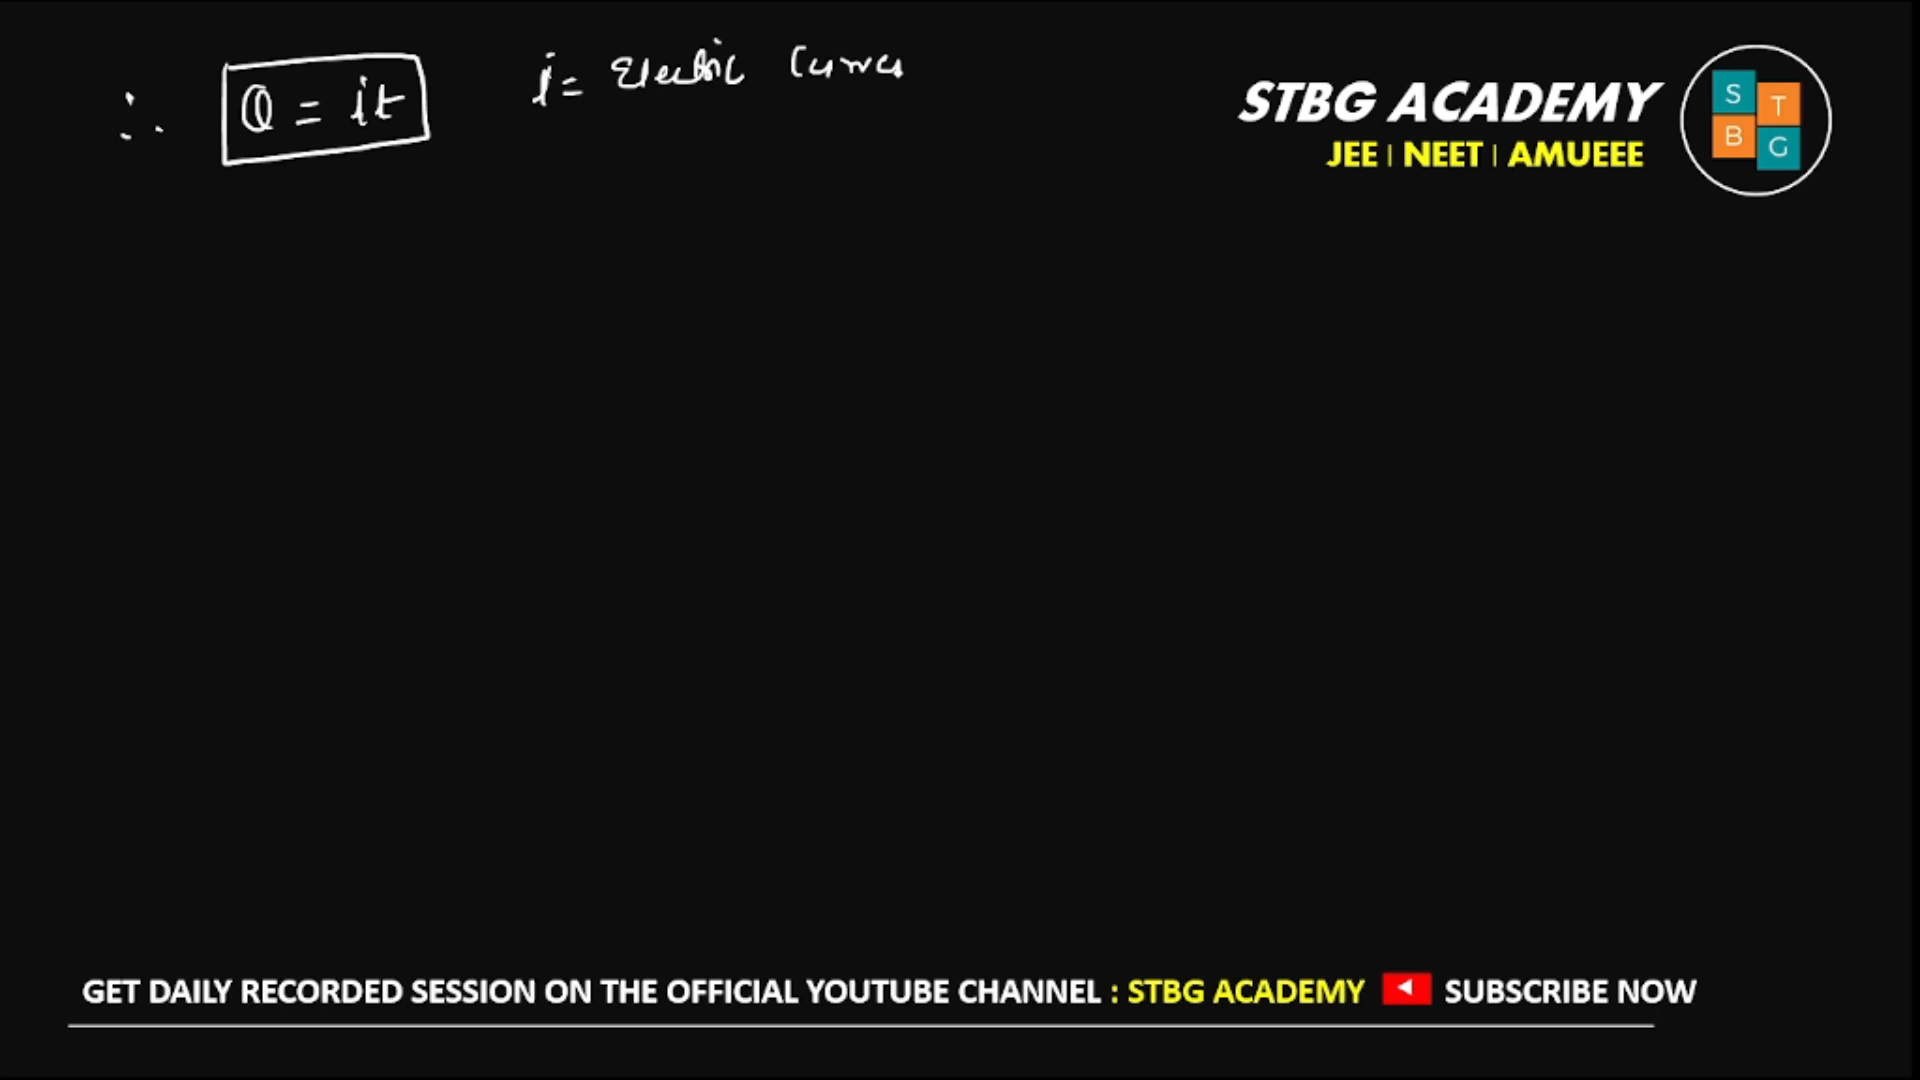 ∴ Q = it i = Electric
STBG ACADEMY
JEE | NEET | AMUEEE
S T
B G
GET DAILY RECORDED SESSION ON THE OFFICIAL YOUTUBE CHANNEL : STBG ACADEMY SUBSCRIBE NOW